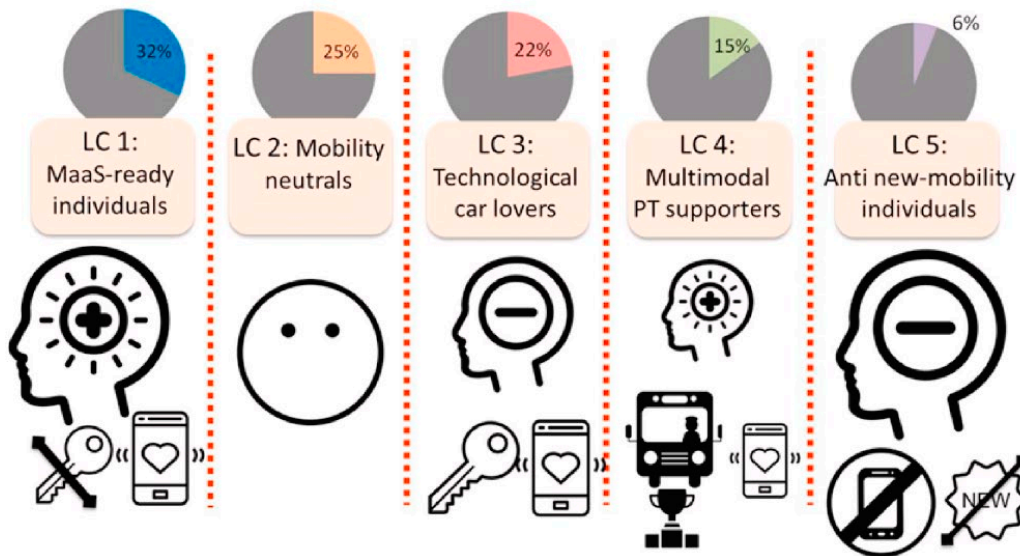 32%
25%
22%
15%
6%
LC 1:
MaaS-ready
individuals
LC 2: Mobility
neutrals
LC 3:
Technological
car lovers
LC 4:
Multimodal
PT supporters
LC 5:
Anti new-mobility
individuals
NEW